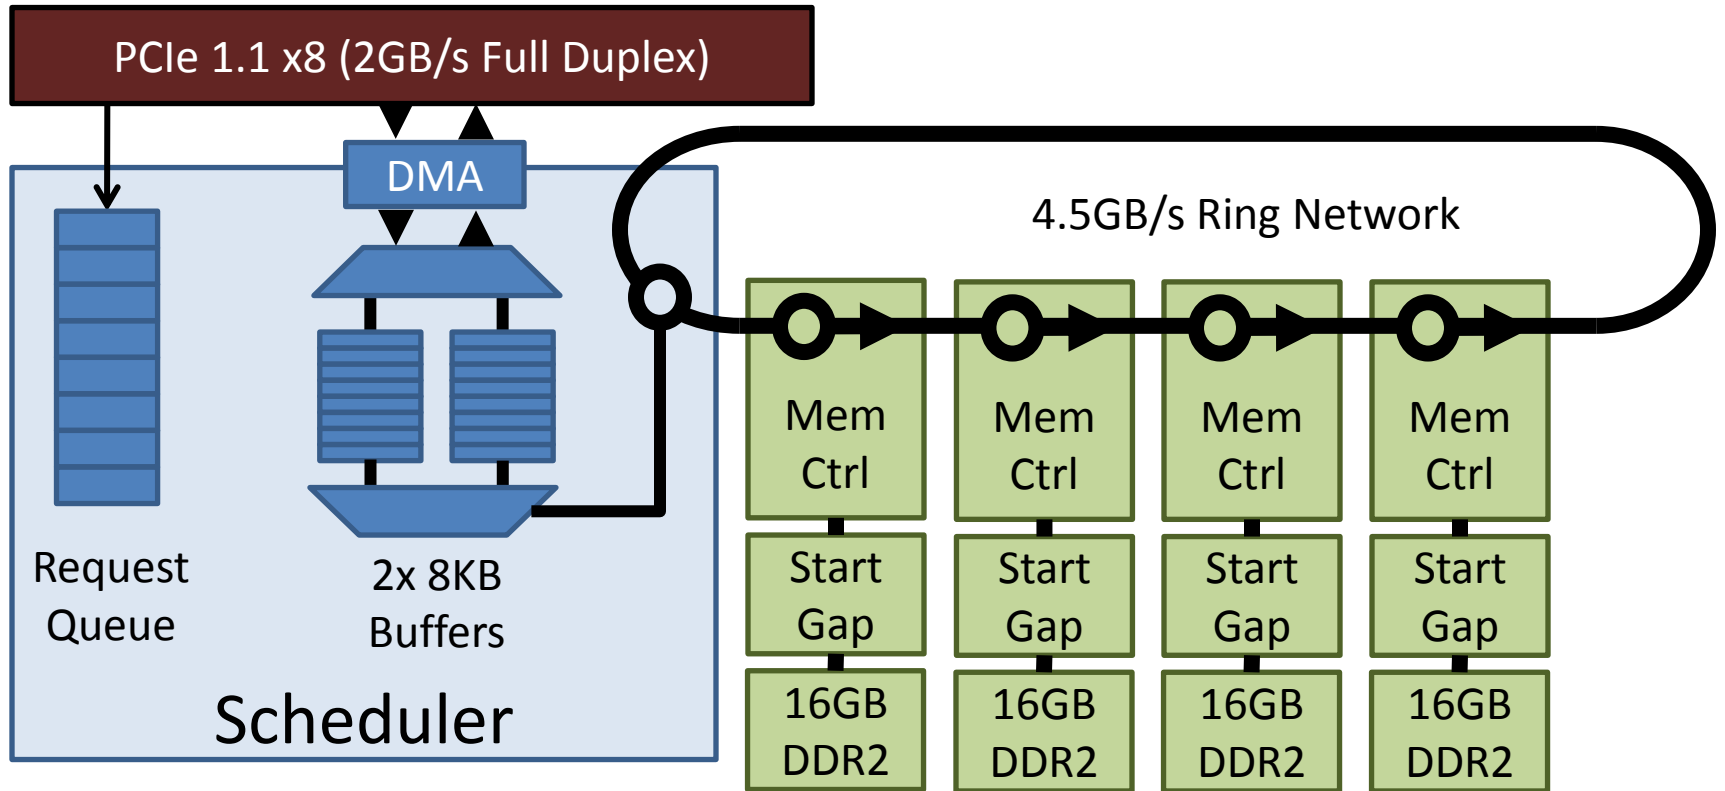 PCIe 1.1 x8 (2GB/s Full Duplex)
DMA
4.5GB/s Ring Network
Request
Queue
2x 8KB
Buffers
Scheduler
Mem
Ctrl
Start
Gap
16GB
DDR2
Mem
Ctrl
Start
Gap
16GB
DDR2
Mem
Ctrl
Start
Gap
16GB
DDR2
Mem
Ctrl
Start
Gap
16GB
DDR2